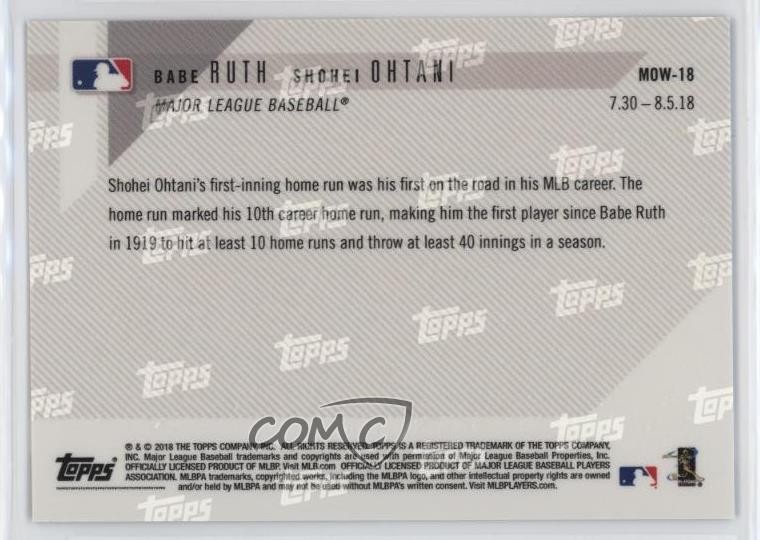 BABE RUTH SHOHEI OHTANI
MOW-18
MAJOR LEAGUE BASEBALL®
7.30 – 8.5.18
Shohei Ohtani's first-inning home run was his first on the road in his MLB career. The
home run marked his 10th career home run, making him the first player since Babe Ruth
in 1919 to hit at least 10 home runs and throw at least 40 innings in a season.
COMC
Topps
® & © 2018 THE TOPPS COMPANY, INC. ALL RIGHTS RESERVED. TOPPS IS A REGISTERED TRADEMARK OF THE TOPPS COMPANY,
INC. Major League Baseball trademarks and copyrights are used with permission of Major League Baseball Properties, Inc.
OFFICIALLY LICENSED PRODUCT OF MLBP. Visit MLB.com OFFICIALLY LICENSED PRODUCT OF MAJOR LEAGUE BASEBALL PLAYERS
ASSOCIATION. MLBPA trademarks, copyrighted works, including the MLBPA logo, and other intellectual property rights are owned
and/or held by MLBPA and may not be used without MLBPA's written consent. Visit MLBPLAYERS.com.